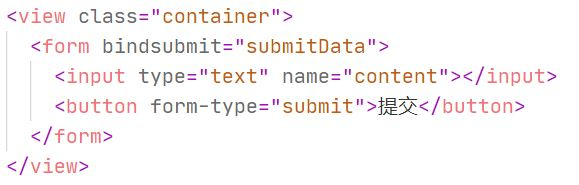 <view class="container">
<form bindsubmit="submitData">
<input type="text" name="content"></input>
<button form-type="submit">提交</button>
</form>
</view>